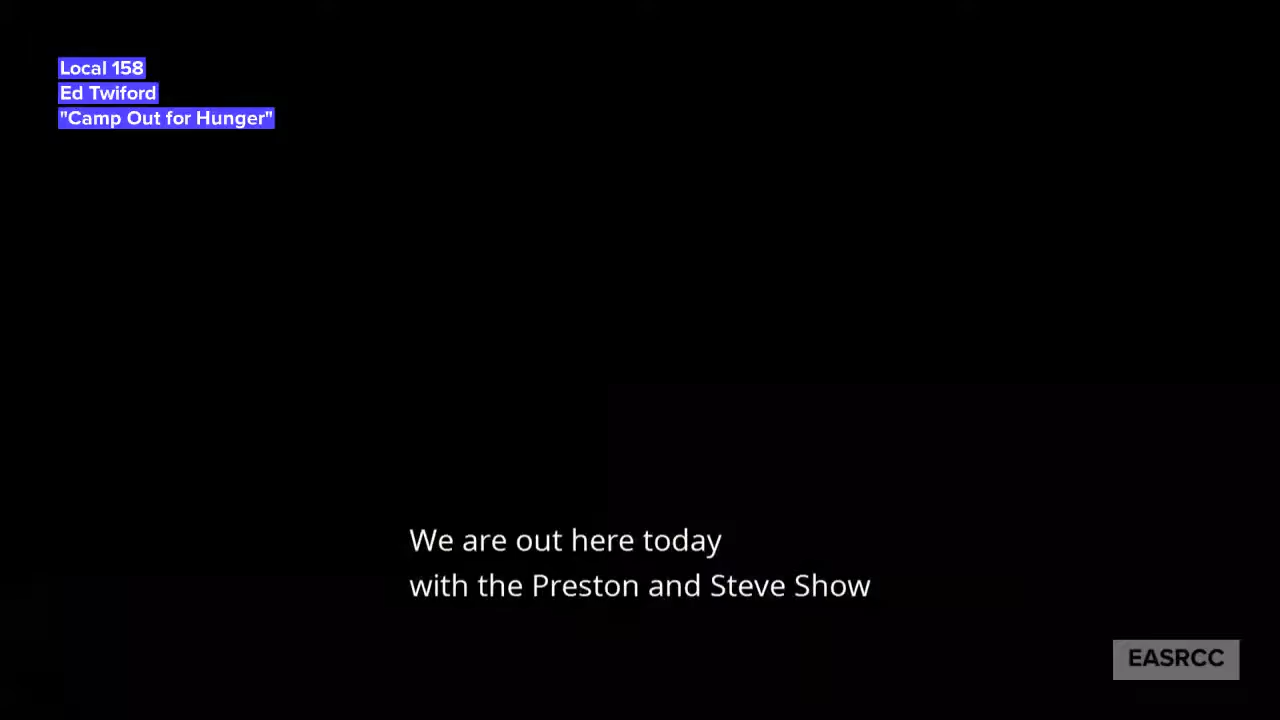 Local 158
Ed Twiford
"Camp Out for Hunger"
We are out here today
with the Preston and Steve Show
EASRCC